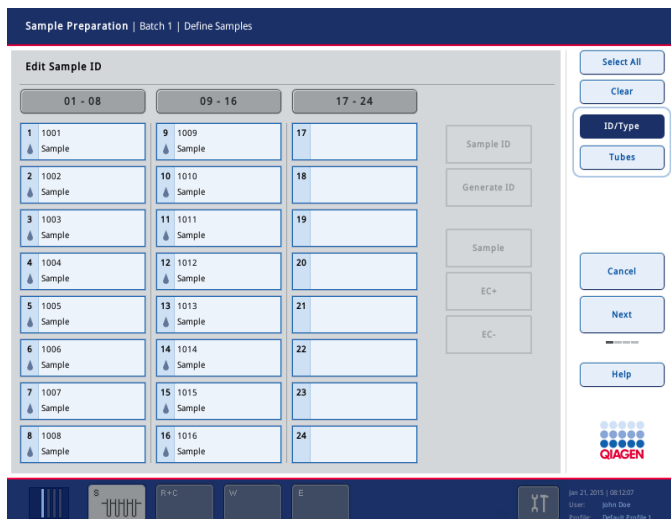 Sample Preparation | Batch 1 | Define Samples
Edit Sample ID
01 - 08
09 - 16
17 - 24
1 1001
Sample
2 1002
Sample
3 1003
Sample
4 1004
Sample
5 1005
Sample
6 1006
Sample
7 1007
Sample
8 1008
Sample
9 1009
Sample
10 1010
Sample
11 1011
Sample
12 1012
Sample
13 1013
Sample
14 1014
Sample
15 1015
Sample
16 1016
Sample
17
18
19
20
21
22
23
24
Sample ID
Generate ID
Sample
EC+
EC-
Select All
Clear
ID/Type
Tubes
Cancel
Next
Help
QIAGEN
S
R+C
W
E
Jan 21, 2015 | 08:12:07
User: John Doe
Profile: Default Profile 1